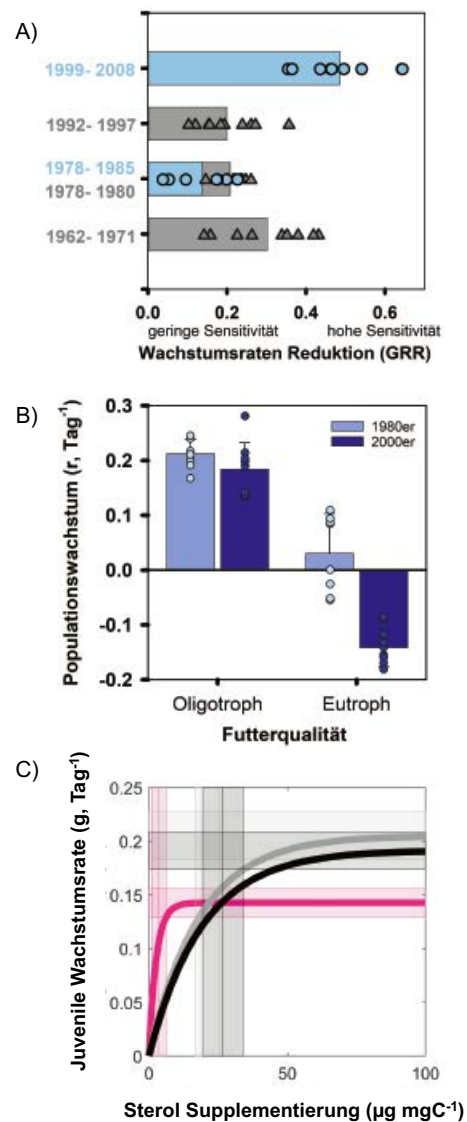 A)
1999- 2008
1992- 1997
1978- 1985
1978- 1980
1962- 1971
0.0 0.2 0.4 0.6
geringe Sensitivität hohe Sensitivität
Wachstumsraten Reduktion (GRR)
B)
Populationswachstum (r, Tag-1)
0.3
0.2
0.1
0.0
-0.1
-0.2
1980er
2000er
Oligotroph Eutroph
Futterqualität
C)
Juvenile Wachstumsrate (g, Tag-1)
0.25
0.2
0.15
0.1
0.05
0
0 50 100
Sterol Supplementierung (µg mgC-1)